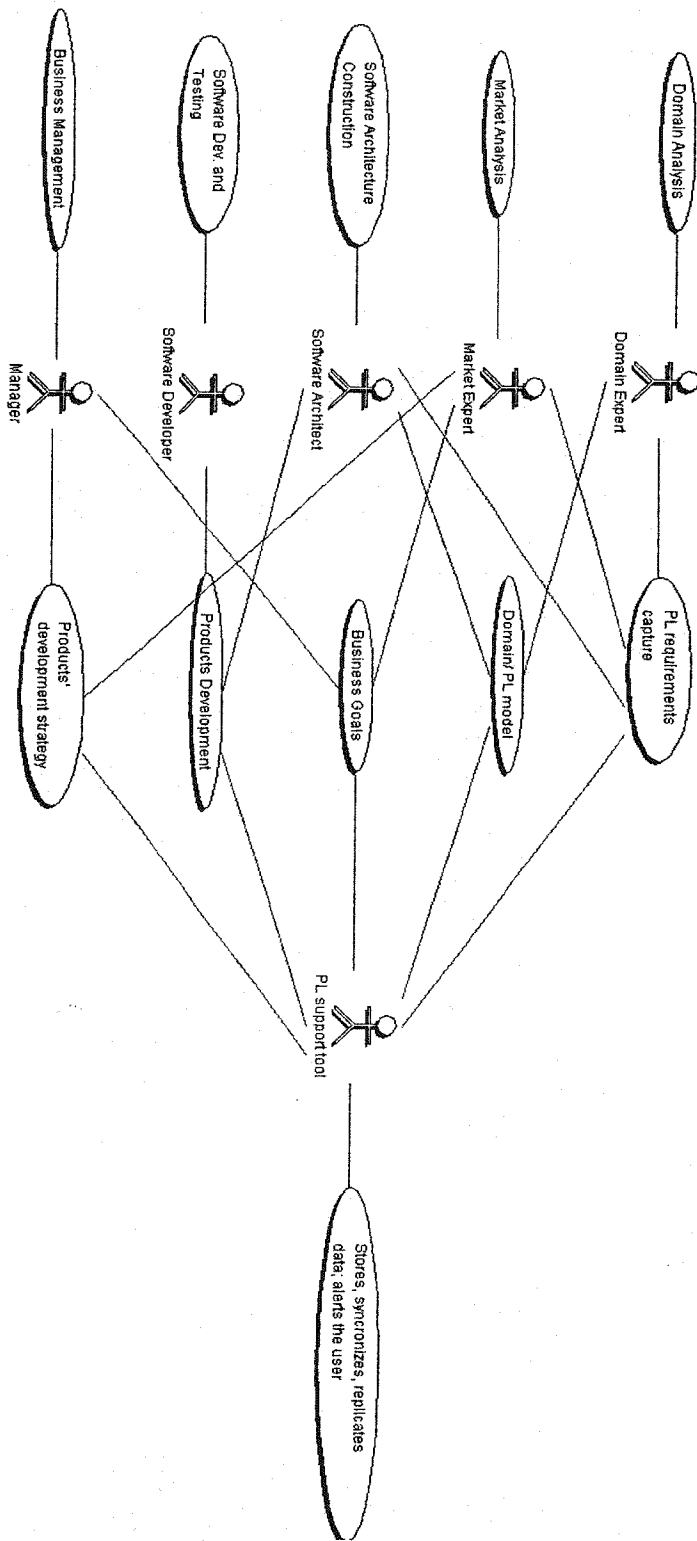 Domain Analysis
Domain Expert
PL requirements
capture
Market Analysis
Market Expert
Domain/ PL model
Software Architecture
Construction
Software Architect
Business Goals
PL support tool
Stores, syncronizes, replicates
data; alerts the user
Software Dev. and
Testing
Software Developer
Products Development
Business Management
Manager
Products'
development strategy